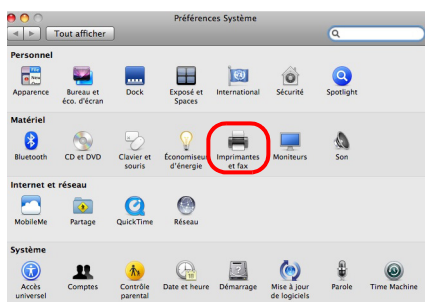 Préférences Système
Tout afficher
Personnel
Apparence
Bureau et
éco. d'écran
Dock
Exposé et
Spaces
International
Sécurité
Spotlight
Matériel
Bluetooth
CD et DVD
Clavier et
souris
Économiseur
d'énergie
Imprimantes
et fax
Moniteurs
Son
Internet et réseau
MobileMe
Partage
QuickTime
Réseau
Système
Accès
universel
Comptes
Contrôle
parental
Date et heure
Démarrage
Mise à jour
de logiciels
Parole
Time Machine